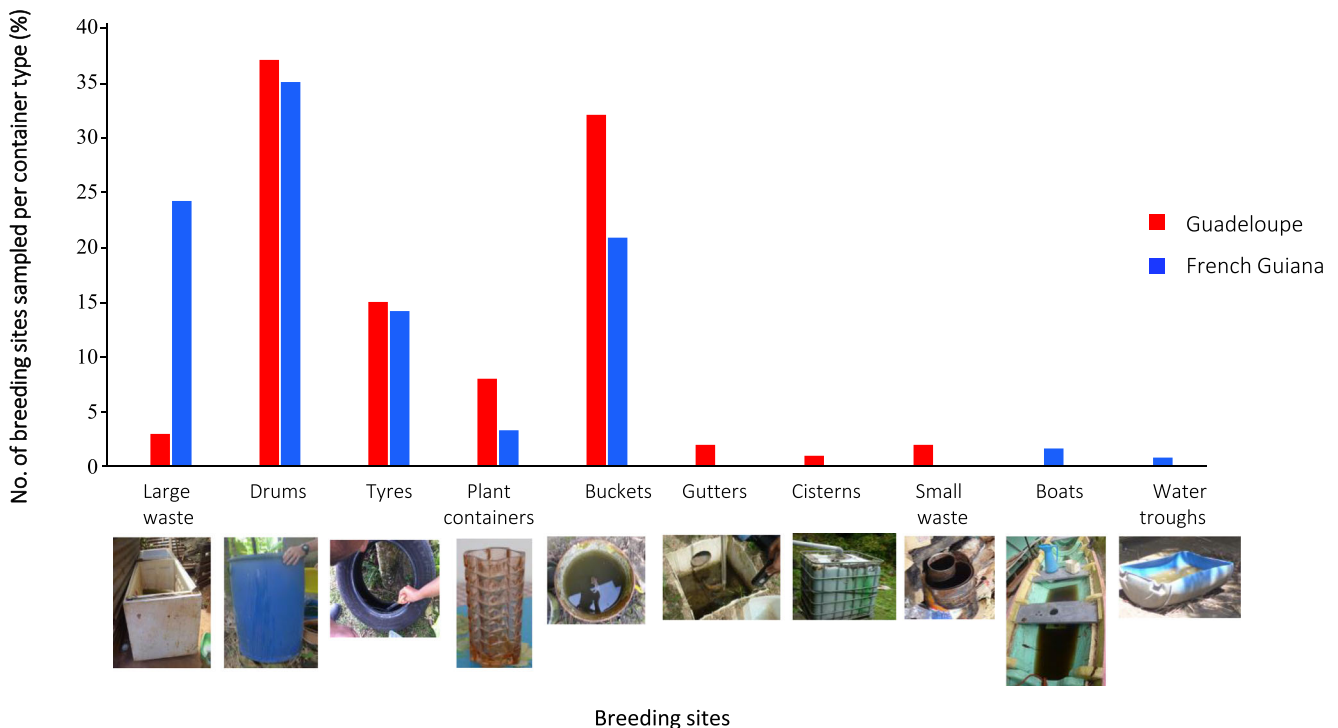 No. of breeding sites sampled per container type (%)
40
35
30
25
20
15
10
5
0
Guadeloupe
French Guiana
Large
waste
Drums
Tyres
Plant
containers
Buckets
Gutters
Cisterns
Small
waste
Boats
Water
troughs
Breeding sites